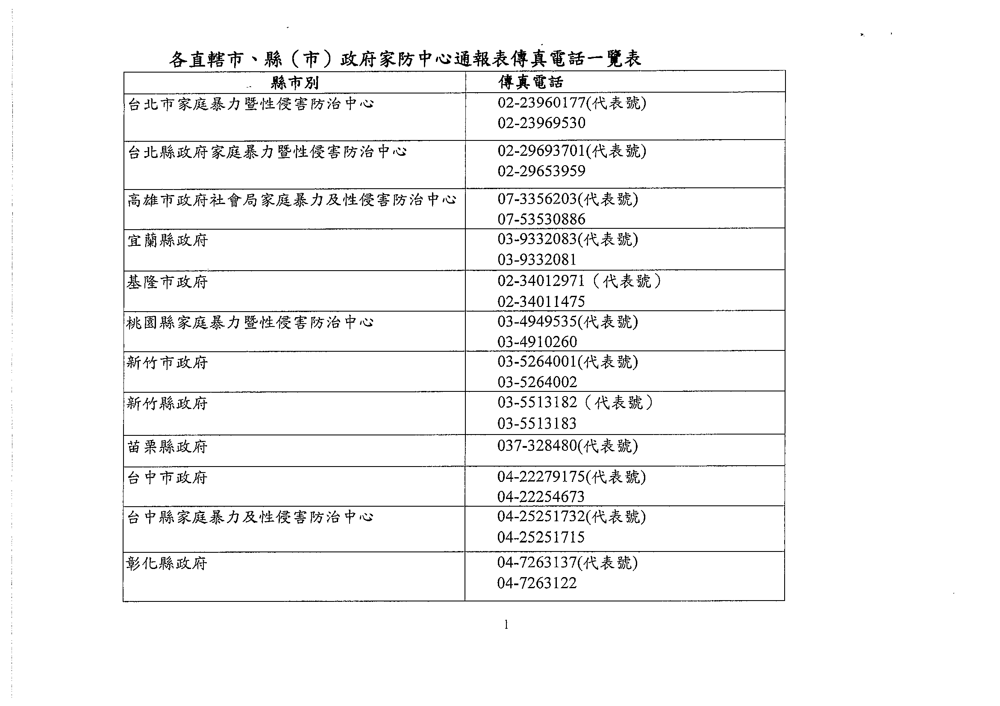 各直轄市、縣（市）政府家防中心通報表傳真電話一覽表
縣市別 傳真電話
台北市家庭暴力暨性侵害防治中心 02-23960177(代表號)
02-23969530
台北縣政府家庭暴力暨性侵害防治中心 02-29693701(代表號)
02-29653959
高雄市政府社會局家庭暴力及性侵害防治中心 07-3356203(代表號)
07-53530886
宜蘭縣政府 03-9332083(代表號)
03-9332081
基隆市政府 02-34012971（代表號）
02-34011475
桃園縣家庭暴力暨性侵害防治中心 03-4949535(代表號)
03-4910260
新竹市政府 03-5264001(代表號)
03-5264002
新竹縣政府 03-5513182（代表號）
03-5513183
苗栗縣政府 037-328480(代表號)
台中市政府 04-22279175(代表號)
04-22254673
台中縣家庭暴力及性侵害防治中心 04-25251732(代表號)
04-25251715
彰化縣政府 04-7263137(代表號)
04-7263122
1